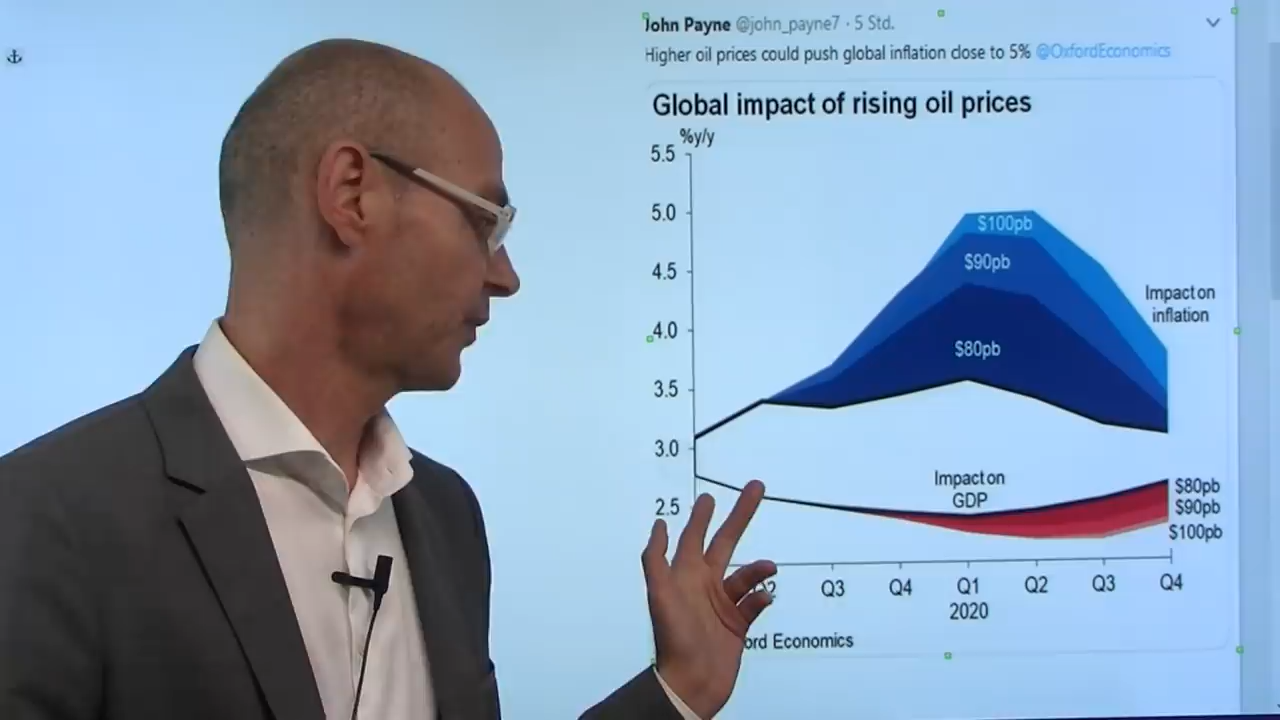 John Payne @john_payne7 · 5 Std.
Higher oil prices could push global inflation close to 5% @OxfordEconomics
Global impact of rising oil prices
%y/y
5.5
5.0
4.5
4.0
3.5
3.0
2.5
$100pb
$90pb
$80pb
Impact on
inflation
Impact on
GDP
$80pb
$90pb
$100pb
Q3 Q4 Q1 Q2 Q3 Q4
2020
Economics